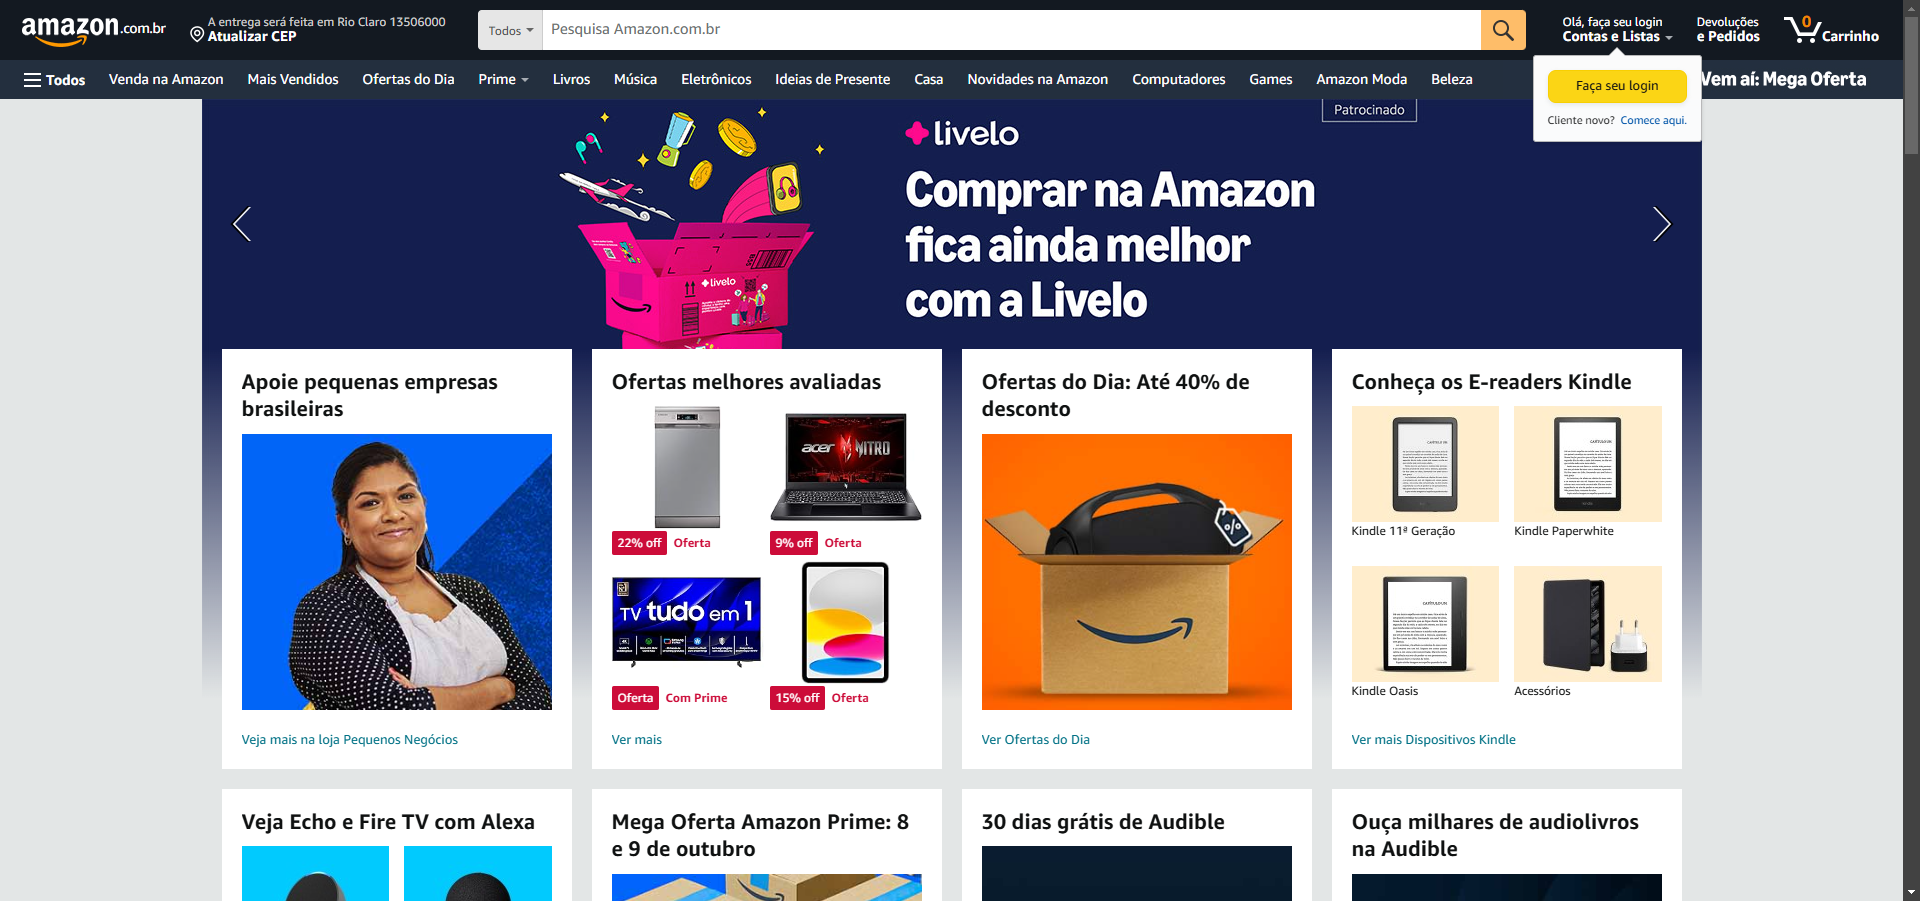 amazon.com.br
A entrega será feita em Rio Claro 13506000
Atualizar CEP
Todos
Pesquisa Amazon.com.br
Olá, faça seu login
Contas e Listas
Devoluções
e Pedidos
0
Carrinho
Todos
Venda na Amazon
Mais Vendidos
Ofertas do Dia
Prime
Livros
Música
Eletrônicos
Ideias de Presente
Casa
Novidades na Amazon
Computadores
Games
Amazon Moda
Beleza
Vem aí: Mega Oferta
Faça seu login
Cliente novo? Comece aqui.
Patrocinado
livelo
Comprar na Amazon
fica ainda melhor
com a Livelo
livelo
Apoie pequenas empresas
brasileiras
Veja mais na loja Pequenos Negócios
Ofertas melhores avaliadas
acer NITRO
22% off Oferta
9% off Oferta
TV tudo em 1
Oferta Com Prime
15% off Oferta
Ver mais
Ofertas do Dia: Até 40% de
desconto
%
Ver Ofertas do Dia
Conheça os E-readers Kindle
Kindle 11ª Geração
Kindle Paperwhite
Kindle Oasis
Acessórios
Ver mais Dispositivos Kindle
Veja Echo e Fire TV com Alexa
Mega Oferta Amazon Prime: 8
e 9 de outubro
30 dias grátis de Audible
Ouça milhares de audiolivros
na Audible